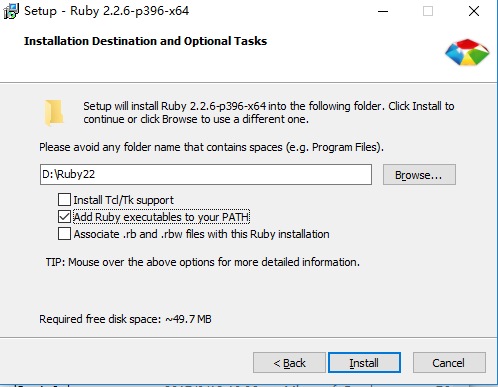 Setup - Ruby 2.2.6-p396-x64
Installation Destination and Optional Tasks
Setup will install Ruby 2.2.6-p396-x64 into the following folder. Click Install to
continue or click Browse to use a different one.
Please avoid any folder name that contains spaces (e.g. Program Files).
D:\Ruby22
Browse...
Install Tcl/Tk support
Add Ruby executables to your PATH
Associate .rb and .rbw files with this Ruby installation
TIP: Mouse over the above options for more detailed information.
Required free disk space: ~49.7 MB
< Back
Install
Cancel